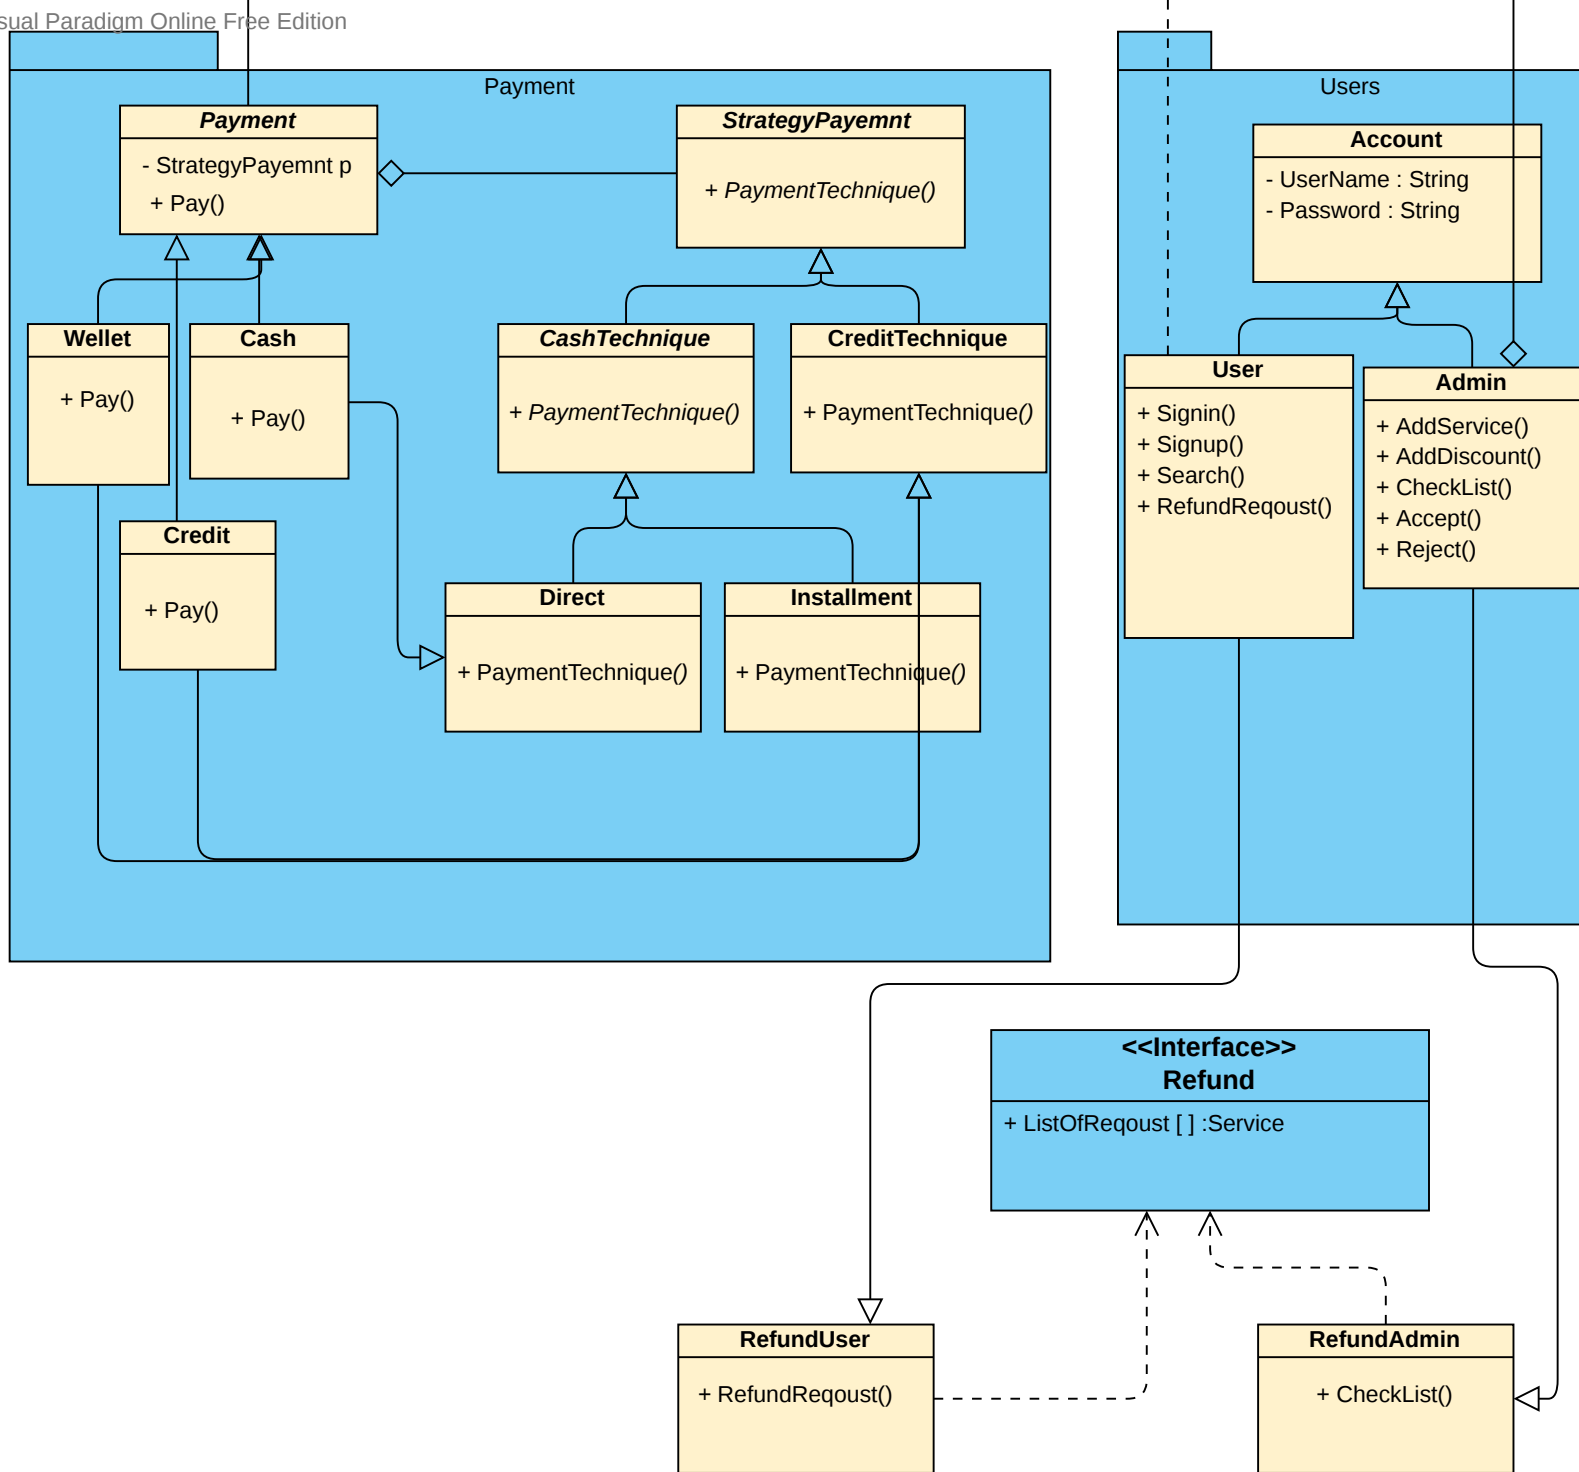 sual Paradigm Online Free Edition
Payment
Payment
- StrategyPayemnt p
+ Pay()
StrategyPayemnt
+ PaymentTechnique()
Wellet
+ Pay()
Cash
+ Pay()
CashTechnique
+ PaymentTechnique()
CreditTechnique
+ PaymentTechnique()
Credit
+ Pay()
Direct
+ PaymentTechnique()
Installment
+ PaymentTechnique()
Users
Account
- UserName : String
- Password : String
User
+ Signin()
+ Signup()
+ Search()
+ RefundReqoust()
Admin
+ AddService()
+ AddDiscount()
+ CheckList()
+ Accept()
+ Reject()
<<Interface>>
Refund
+ ListOfReqoust [ ] :Service
RefundUser
+ RefundReqoust()
RefundAdmin
+ CheckList()